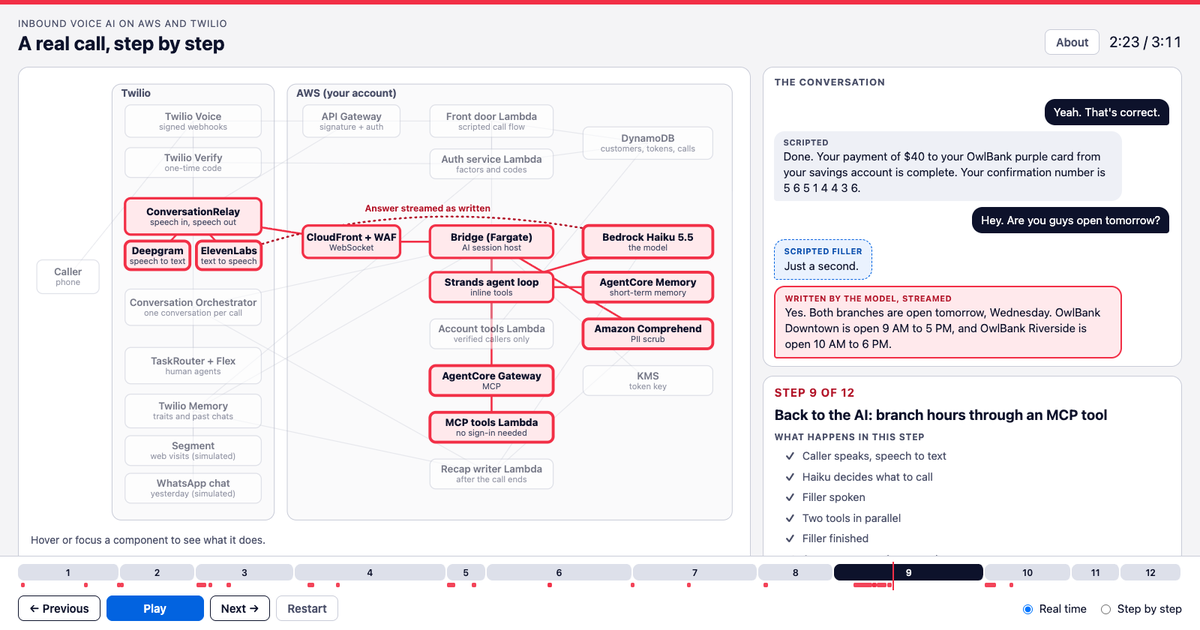 INBOUND VOICE AI ON AWS AND TWILIO
A real call, step by step
About
2:23 / 3:11
Twilio
Twilio Voice
signed webhooks
Twilio Verify
one-time code
ConversationRelay
speech in, speech out
Deepgram
speech to text
ElevenLabs
text to speech
Caller
phone
Conversation Orchestrator
one conversation per call
TaskRouter + Flex
human agents
Twilio Memory
traits and past chats
Segment
web visits (simulated)
WhatsApp chat
yesterday (simulated)
AWS (your account)
API Gateway
signature + auth
Front door Lambda
scripted call flow
DynamoDB
customers, tokens, calls
Auth service Lambda
factors and codes
Answer streamed as written
CloudFront + WAF
WebSocket
Bridge (Fargate)
AI session host
Bedrock Haiku 5.5
the model
Strands agent loop
inline tools
AgentCore Memory
short-term memory
Account tools Lambda
verified callers only
Amazon Comprehend
PII scrub
AgentCore Gateway
MCP
KMS
token key
MCP tools Lambda
no sign-in needed
Recap writer Lambda
after the call ends
Hover or focus a component to see what it does.
THE CONVERSATION
Yeah. That's correct.
SCRIPTED
Done. Your payment of $40 to your OwlBank purple card from
your savings account is complete. Your confirmation number is
5 6 5 1 4 4 3 6.
Hey. Are you guys open tomorrow?
SCRIPTED FILLER
Just a second.
WRITTEN BY THE MODEL, STREAMED
Yes. Both branches are open tomorrow, Wednesday. OwlBank
Downtown is open 9 AM to 5 PM, and OwlBank Riverside is
open 10 AM to 6 PM.
STEP 9 OF 12
Back to the AI: branch hours through an MCP tool
WHAT HAPPENS IN THIS STEP
Caller speaks, speech to text
Haiku decides what to call
Filler spoken
Two tools in parallel
Filler finished
1 2 3 4 5 6 7 8 9 10 11 12
← Previous
Play
Next →
Restart
Real time
Step by step